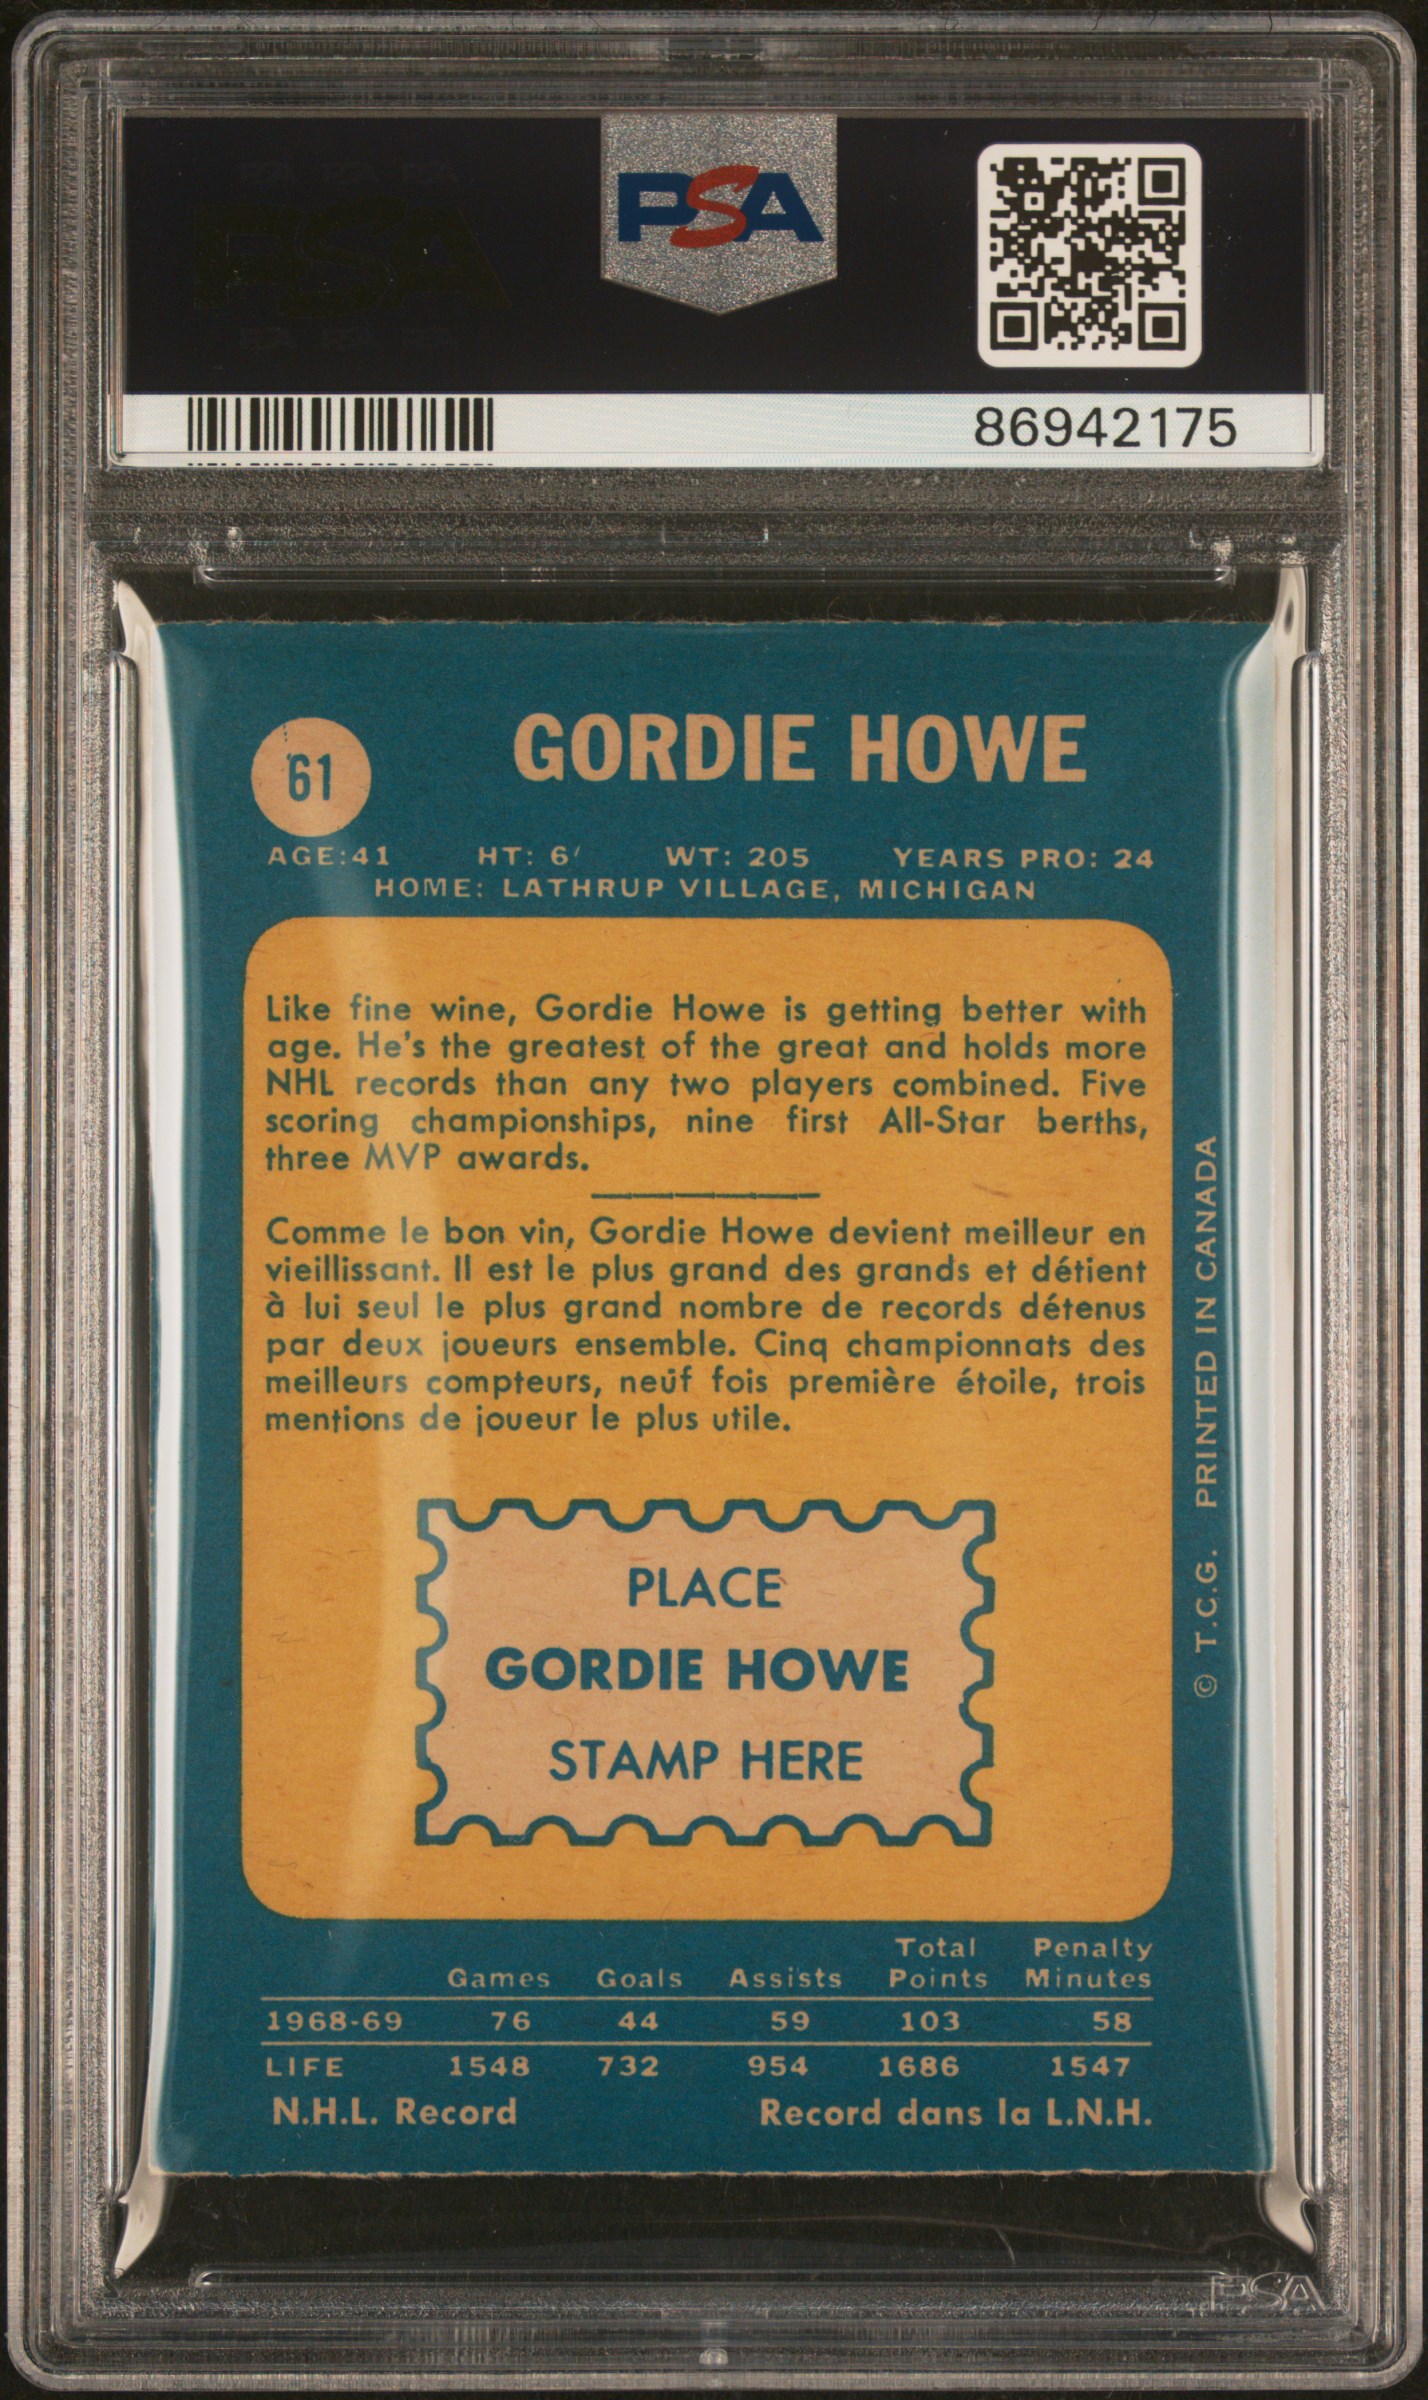 PSA
86942175
61
GORDIE HOWE
AGE:41 HT: 6' WT: 205 YEARS PRO: 24
HOME: LATHRUP VILLAGE, MICHIGAN
Like fine wine, Gordie Howe is getting better with
age. He's the greatest of the great and holds more
NHL records than any two players combined. Five
scoring championships, nine first All-Star berths,
three MVP awards.
Comme le bon vin, Gordie Howe devient meilleur en
vieillissant. Il est le plus grand des grands et détient
à lui seul le plus grand nombre de records détenus
par deux joueurs ensemble. Cinq championnats des
meilleurs compteurs, neuf fois première étoile, trois
mentions de joueur le plus utile.
PLACE
GORDIE HOWE
STAMP HERE
© T.C.G. PRINTED IN CANADA
Games Goals Assists Total Points Penalty Minutes
1968-69 76 44 59 103 58
LIFE 1548 732 954 1686 1547
N.H.L. Record Record dans la L.N.H.
PSA